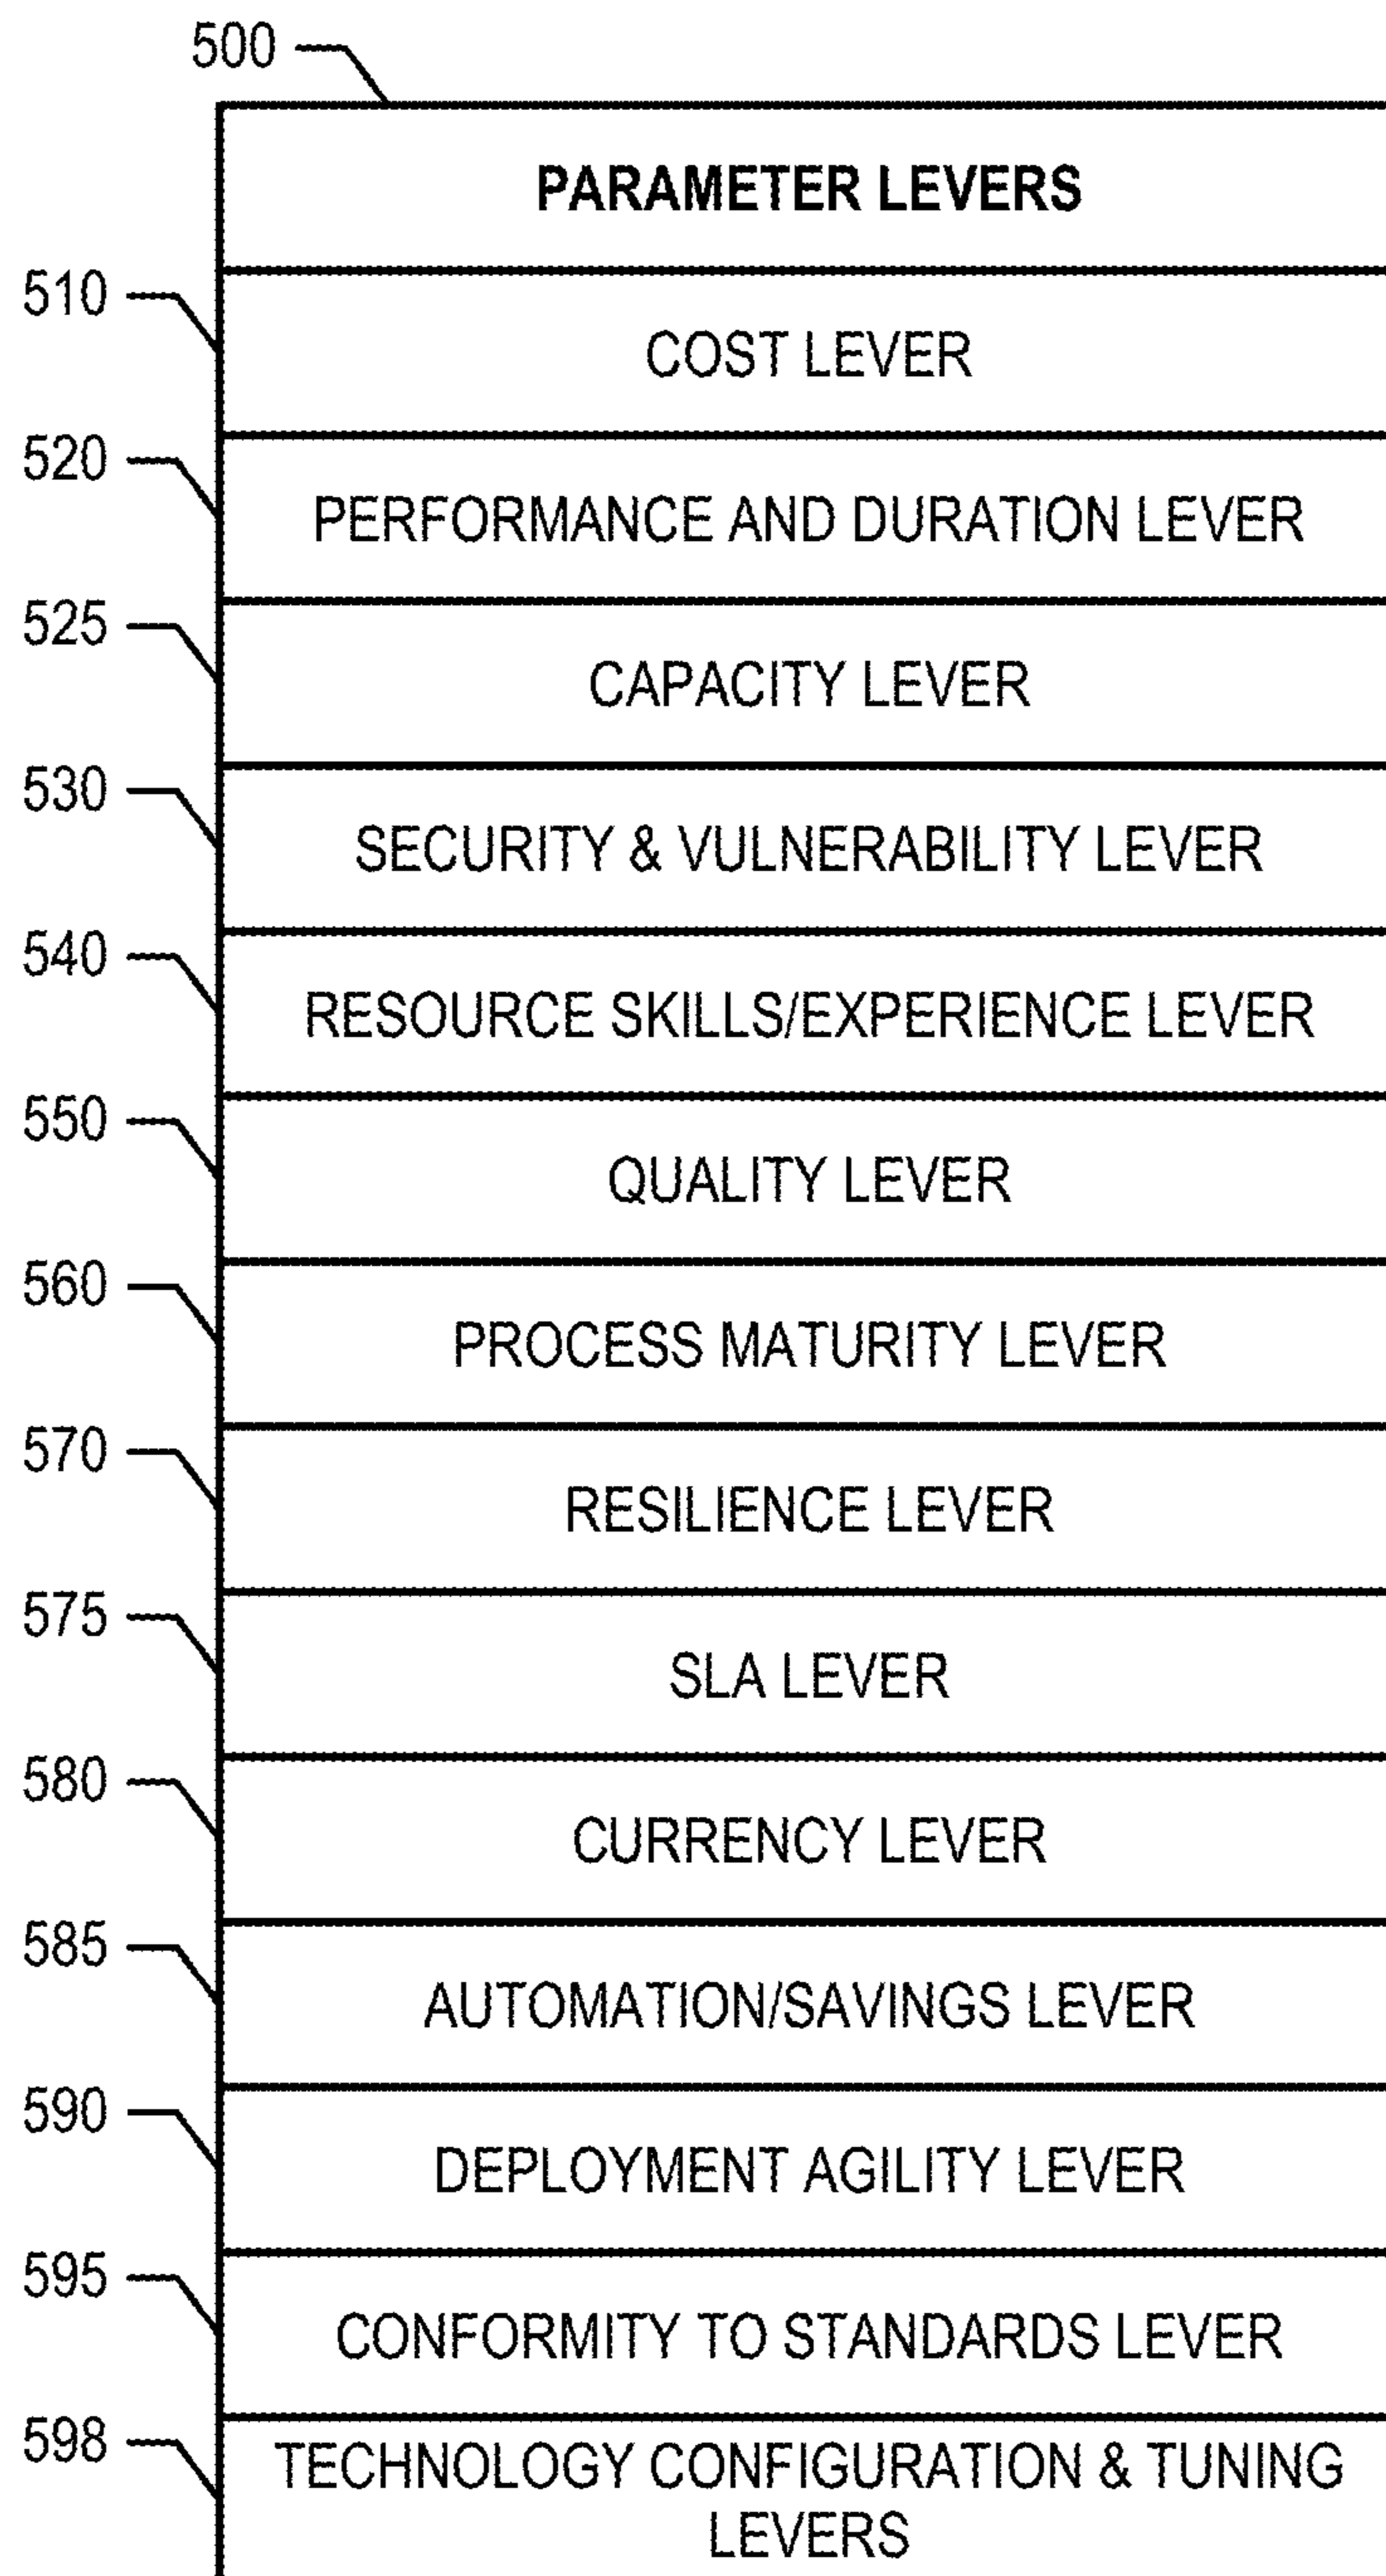 500
PARAMETER LEVERS
510
COST LEVER
520
PERFORMANCE AND DURATION LEVER
525
CAPACITY LEVER
530
SECURITY & VULNERABILITY LEVER
540
RESOURCE SKILLS/EXPERIENCE LEVER
550
QUALITY LEVER
560
PROCESS MATURITY LEVER
570
RESILIENCE LEVER
575
SLA LEVER
580
CURRENCY LEVER
585
AUTOMATION/SAVINGS LEVER
590
DEPLOYMENT AGILITY LEVER
595
CONFORMITY TO STANDARDS LEVER
598
TECHNOLOGY CONFIGURATION & TUNING
LEVERS